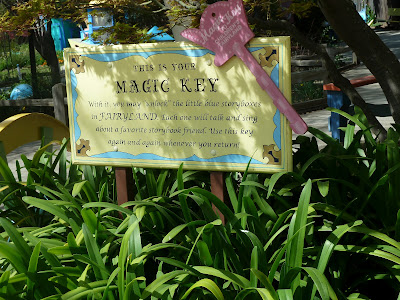 THIS IS YOUR
MAGIC KEY
With it you may "unlock" the little blue storyboxes
in FAIRYLAND. Each one will talk and sing
about a favorite storybook friend. Use this key
again and again, whenever you return!